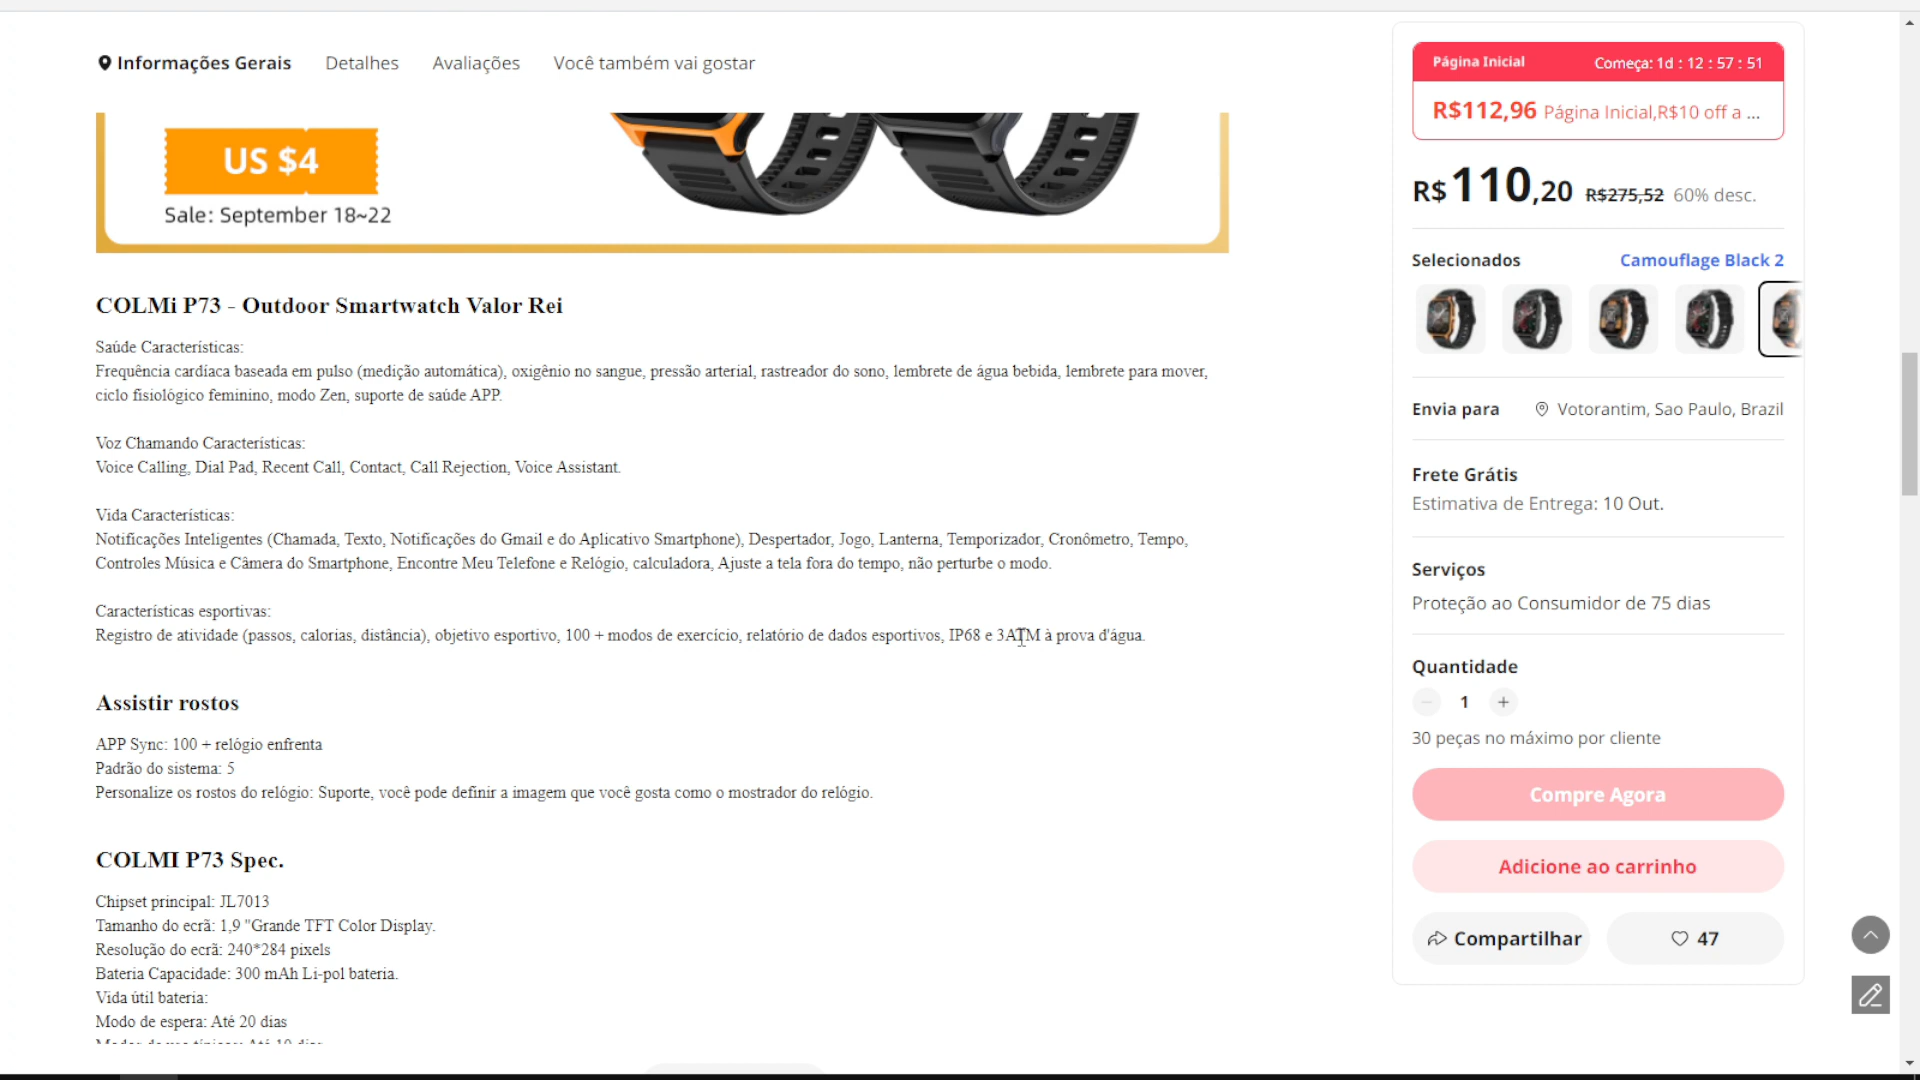 Informações Gerais Detalhes Avaliações Você também vai gostar
US $4
Sale: September 18~22
COLMi P73 - Outdoor Smartwatch Valor Rei
Saúde Características:
Frequência cardíaca baseada em pulso (medição automática), oxigênio no sangue, pressão arterial, rastreador do sono, lembrete de água bebida, lembrete para mover,
ciclo fisiológico feminino, modo Zen, suporte de saúde APP.
Voz Chamando Características:
Voice Calling, Dial Pad, Recent Call, Contact, Call Rejection, Voice Assistant.
Vida Características:
Notificações Inteligentes (Chamada, Texto, Notificações do Gmail e do Aplicativo Smartphone), Despertador, Jogo, Lanterna, Temporizador, Cronômetro, Tempo,
Controles Música e Câmera do Smartphone, Encontre Meu Telefone e Relógio, calculadora, Ajuste a tela fora do tempo, não perturbe o modo.
Características esportivas:
Registro de atividade (passos, calorias, distância), objetivo esportivo, 100 + modos de exercício, relatório de dados esportivos, IP68 e 3ATM à prova d'água.
Assistir rostos
APP Sync: 100 + relógio enfrenta
Padrão do sistema: 5
Personalize os rostos do relógio: Suporte, você pode definir a imagem que você gosta como o mostrador do relógio.
COLMI P73 Spec.
Chipset principal: JL7013
Tamanho do ecrã: 1,9 "Grande TFT Color Display.
Resolução do ecrã: 240*284 pixels
Bateria Capacidade: 300 mAh Li-pol bateria.
Vida útil bateria:
Modo de espera: Até 20 dias
Página Inicial Começa: 1d : 12 : 57 : 51
R$112,96 Página Inicial,R$10 off a ...
R$110,20 R$275,52 60% desc.
Selecionados Camouflage Black 2
Envia para Votorantim, Sao Paulo, Brazil
Frete Grátis
Estimativa de Entrega: 10 Out.
Serviços
Proteção ao Consumidor de 75 dias
Quantidade
− 1 +
30 peças no máximo por cliente
Compre Agora
Adicione ao carrinho
Compartilhar 47